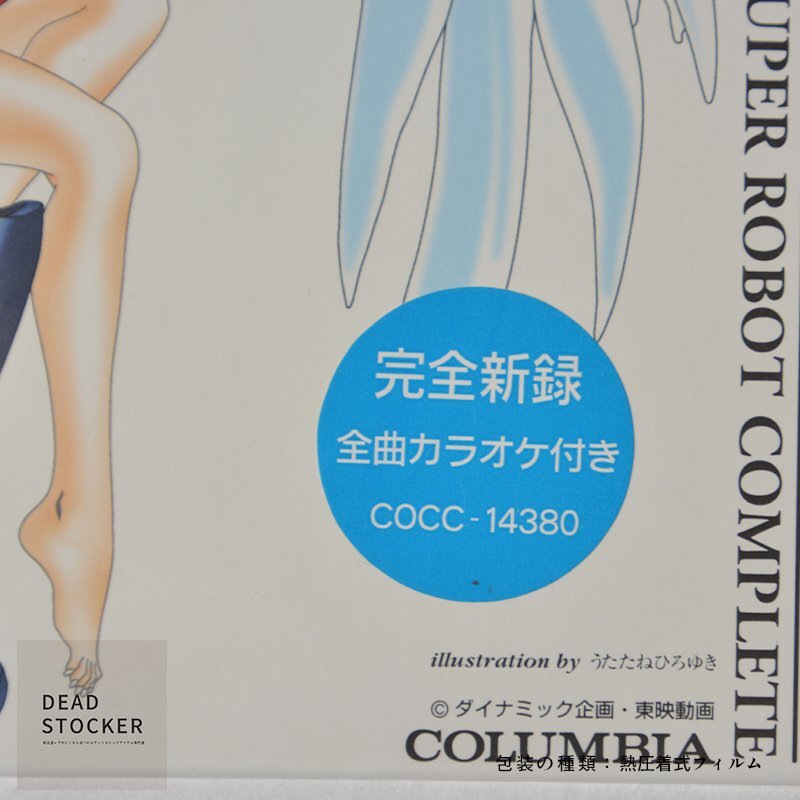 UPER ROBOT COMPLETE
完全新録
全曲カラオケ付き
COCC-14380
illustration by うたたねひろゆき
© ダイナミック企画・東映動画
COLUMBIA
包装の種類：熱圧着式フィルム
DEAD
STOCKER